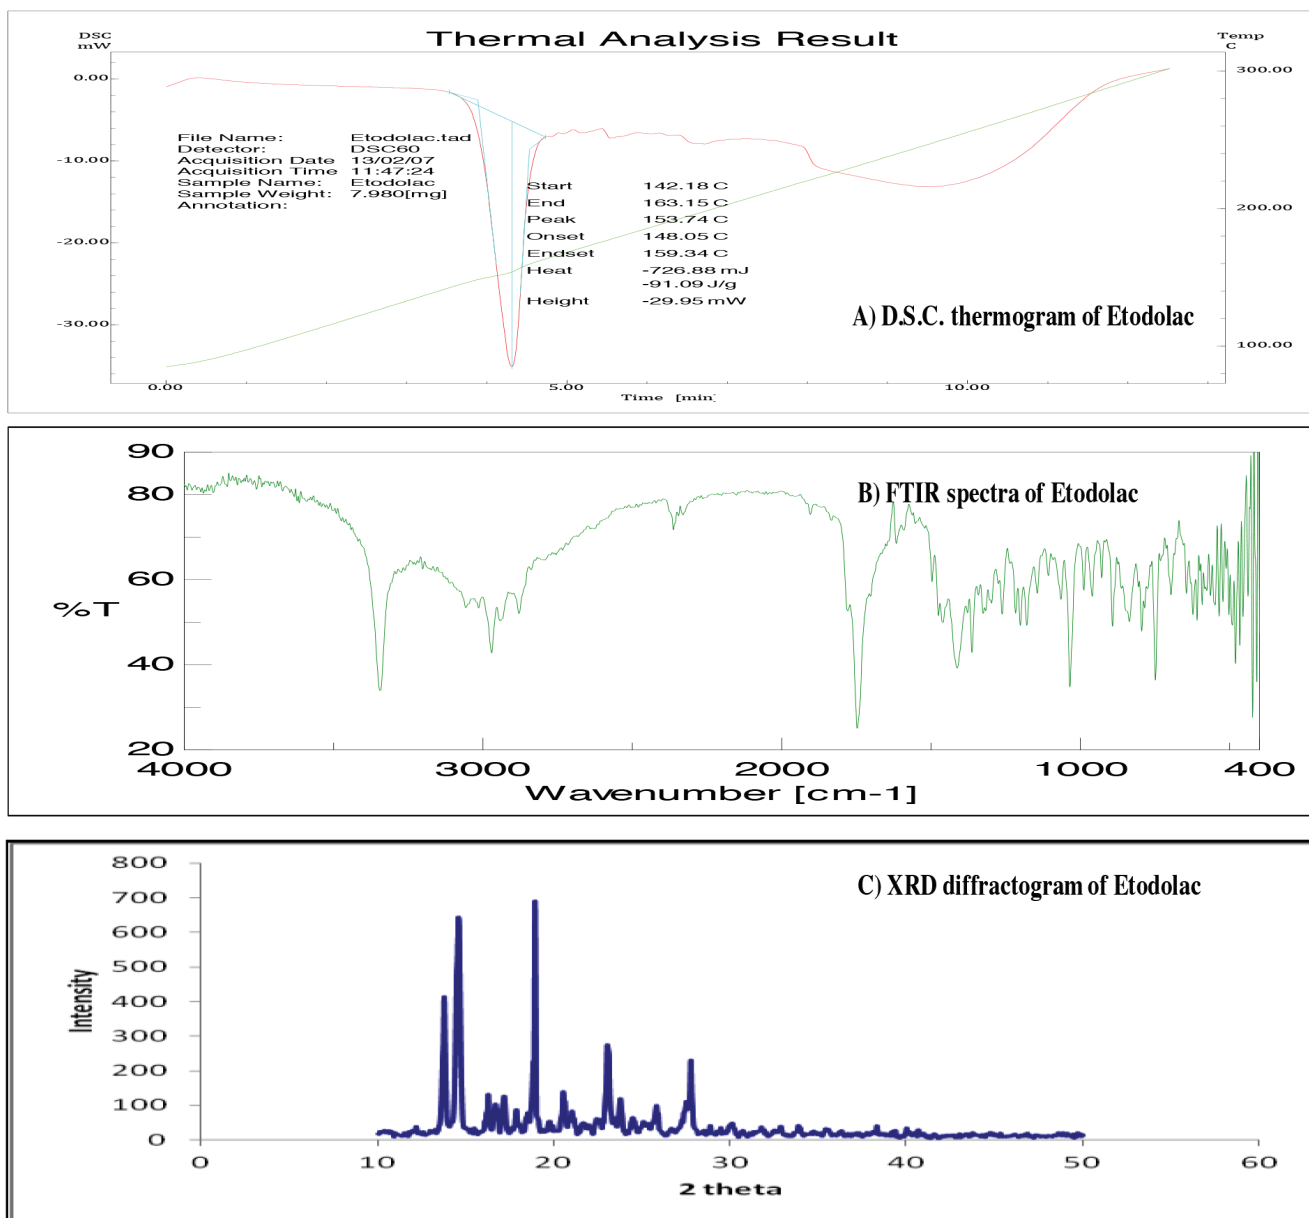 DSC
mW
Thermal Analysis Result
Temp
C
0.00
-10.00
-20.00
-30.00
300.00
200.00
100.00
File Name: Etodolac.tad
Detector: DSC60
Acquisition Date 13/02/07
Acquisition Time 11:47:24
Sample Name: Etodolac
Sample Weight: 7.980[mg]
Annotation:
Start 142.18 C
End 163.15 C
Peak 153.74 C
Onset 148.05 C
Endset 159.34 C
Heat -726.88 mJ
-91.09 J/g
Height -29.95 mW
A) D.S.C. thermogram of Etodolac
0.00 5.00 10.00
Time [min]
90
80
60
40
20
%T
B) FTIR spectra of Etodolac
4000 3000 2000 1000 400
Wavenumber [cm-1]
800
700
600
500
400
300
200
100
0
Intensity
C) XRD diffractogram of Etodolac
0 10 20 30 40 50 60
2 theta